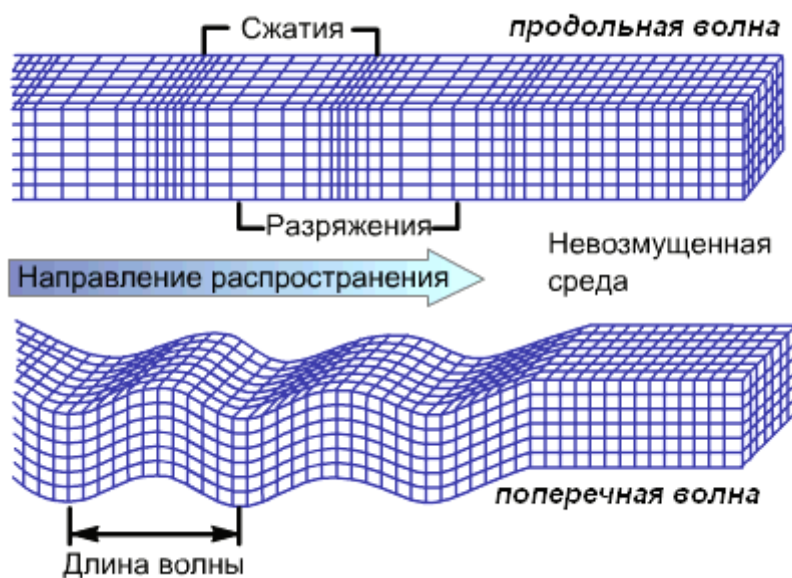 Сжатия
продольная волна
Разряжения
Невозмущенная
среда
Направление распространения
поперечная волна
Длина волны